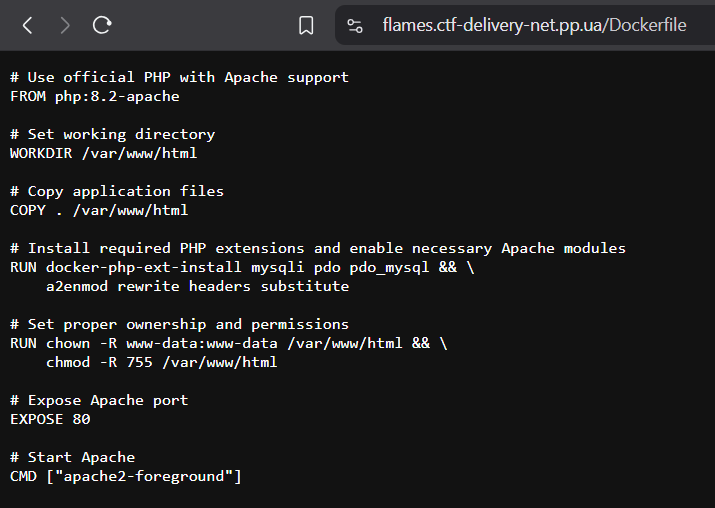 flames.ctf-delivery-net.pp.ua/Dockerfile
# Use official PHP with Apache support
FROM php:8.2-apache
# Set working directory
WORKDIR /var/www/html
# Copy application files
COPY . /var/www/html
# Install required PHP extensions and enable necessary Apache modules
RUN docker-php-ext-install mysqli pdo pdo_mysql && \
    a2enmod rewrite headers substitute
# Set proper ownership and permissions
RUN chown -R www-data:www-data /var/www/html && \
    chmod -R 755 /var/www/html
# Expose Apache port
EXPOSE 80
# Start Apache
CMD ["apache2-foreground"]